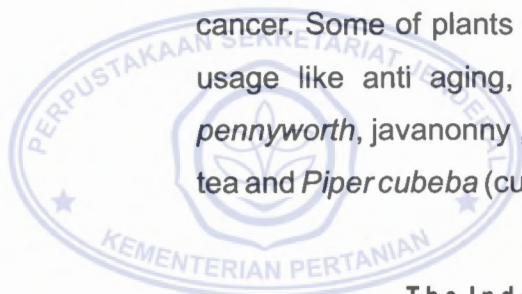 cancer. Some of plants
usage like anti aging,
pennyworth, javanonny
tea and Piper cubeba (cu
The Ind
PERPUSTAKAAN SEKRETARIAT JENDERAL
KEMENTERIAN PERTANIAN